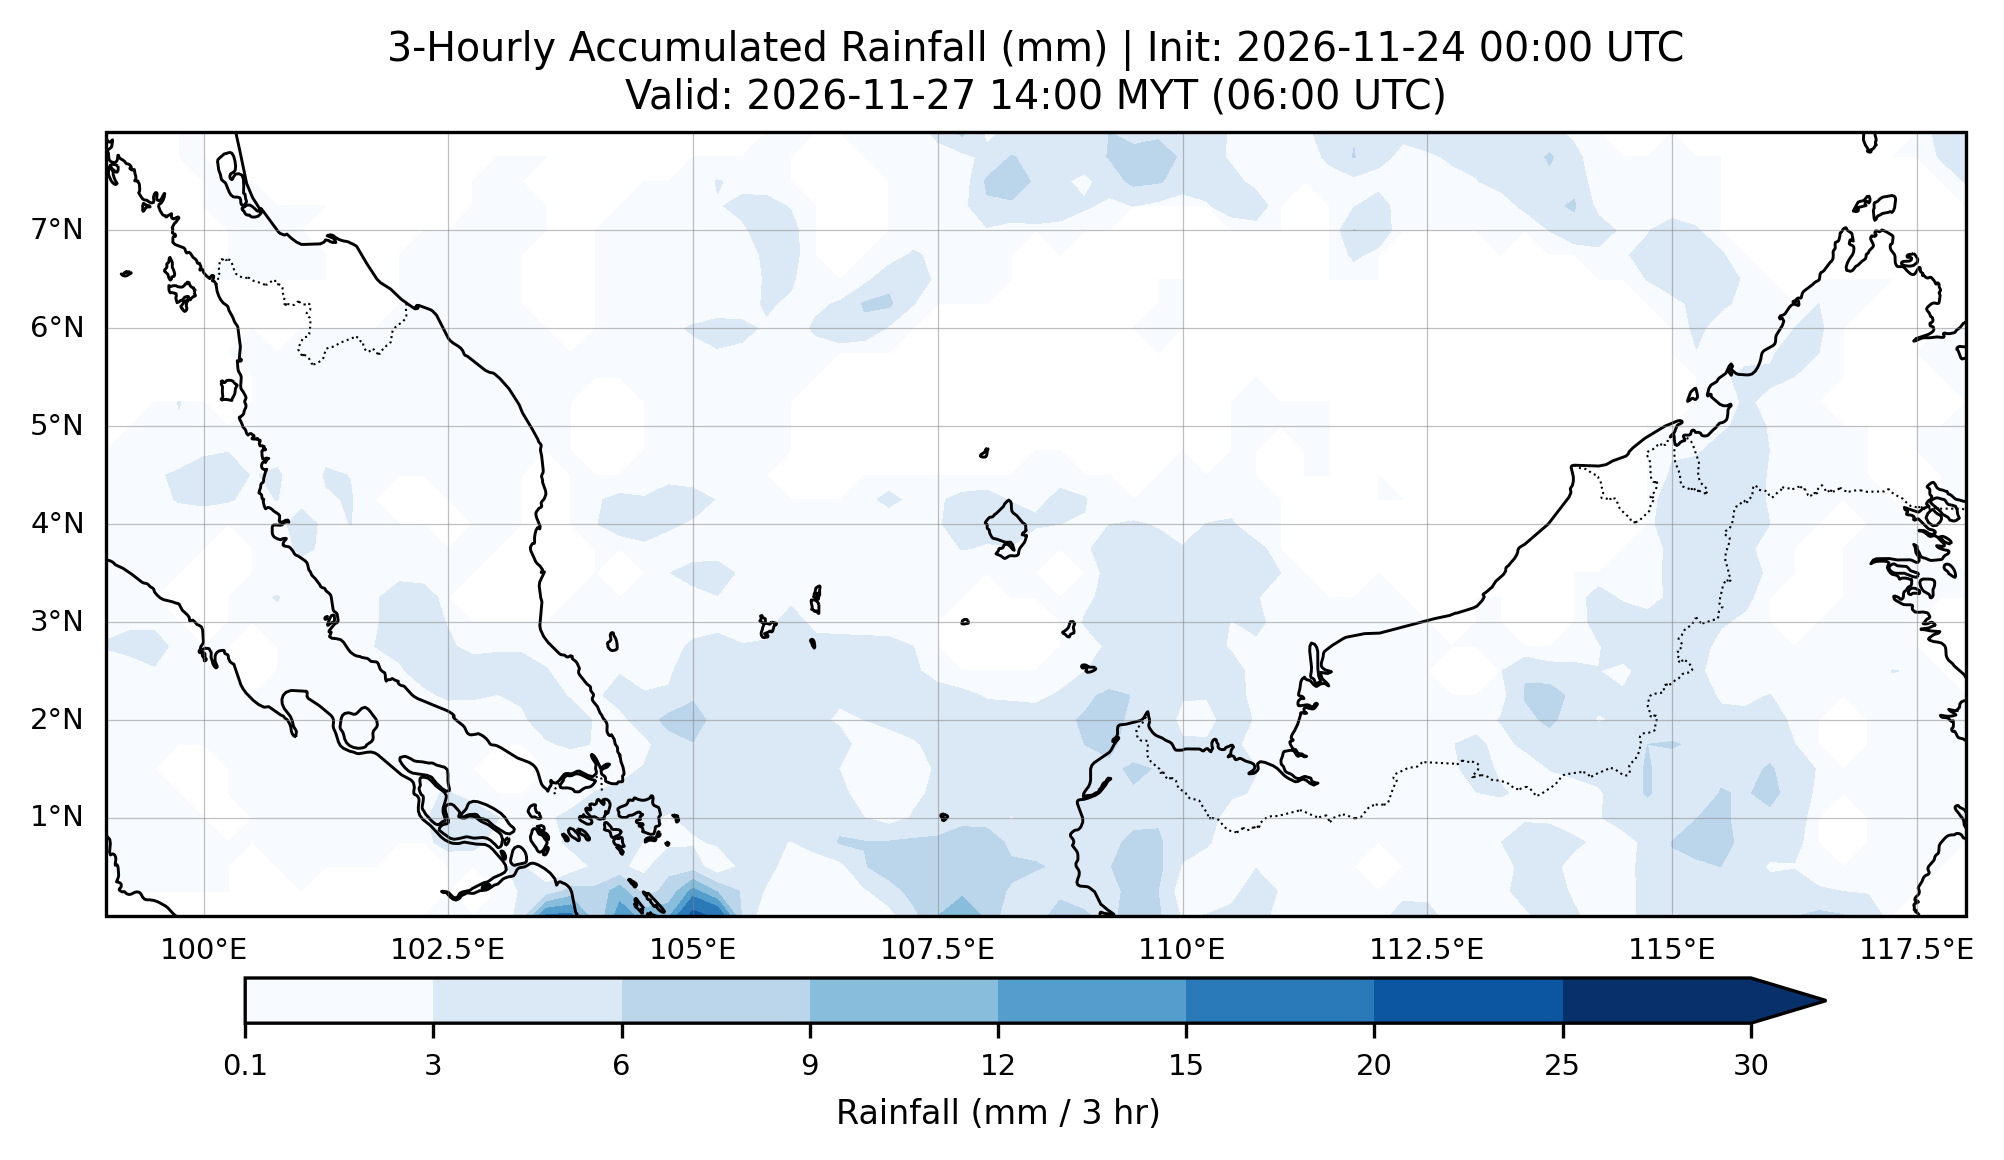 3-Hourly Accumulated Rainfall (mm) | Init: 2026-11-24 00:00 UTC
Valid: 2026-11-27 14:00 MYT (06:00 UTC)
7°N
6°N
5°N
4°N
3°N
2°N
1°N
100°E 102.5°E 105°E 107.5°E 110°E 112.5°E 115°E 117.5°E
0.1 3 6 9 12 15 20 25 30
Rainfall (mm / 3 hr)